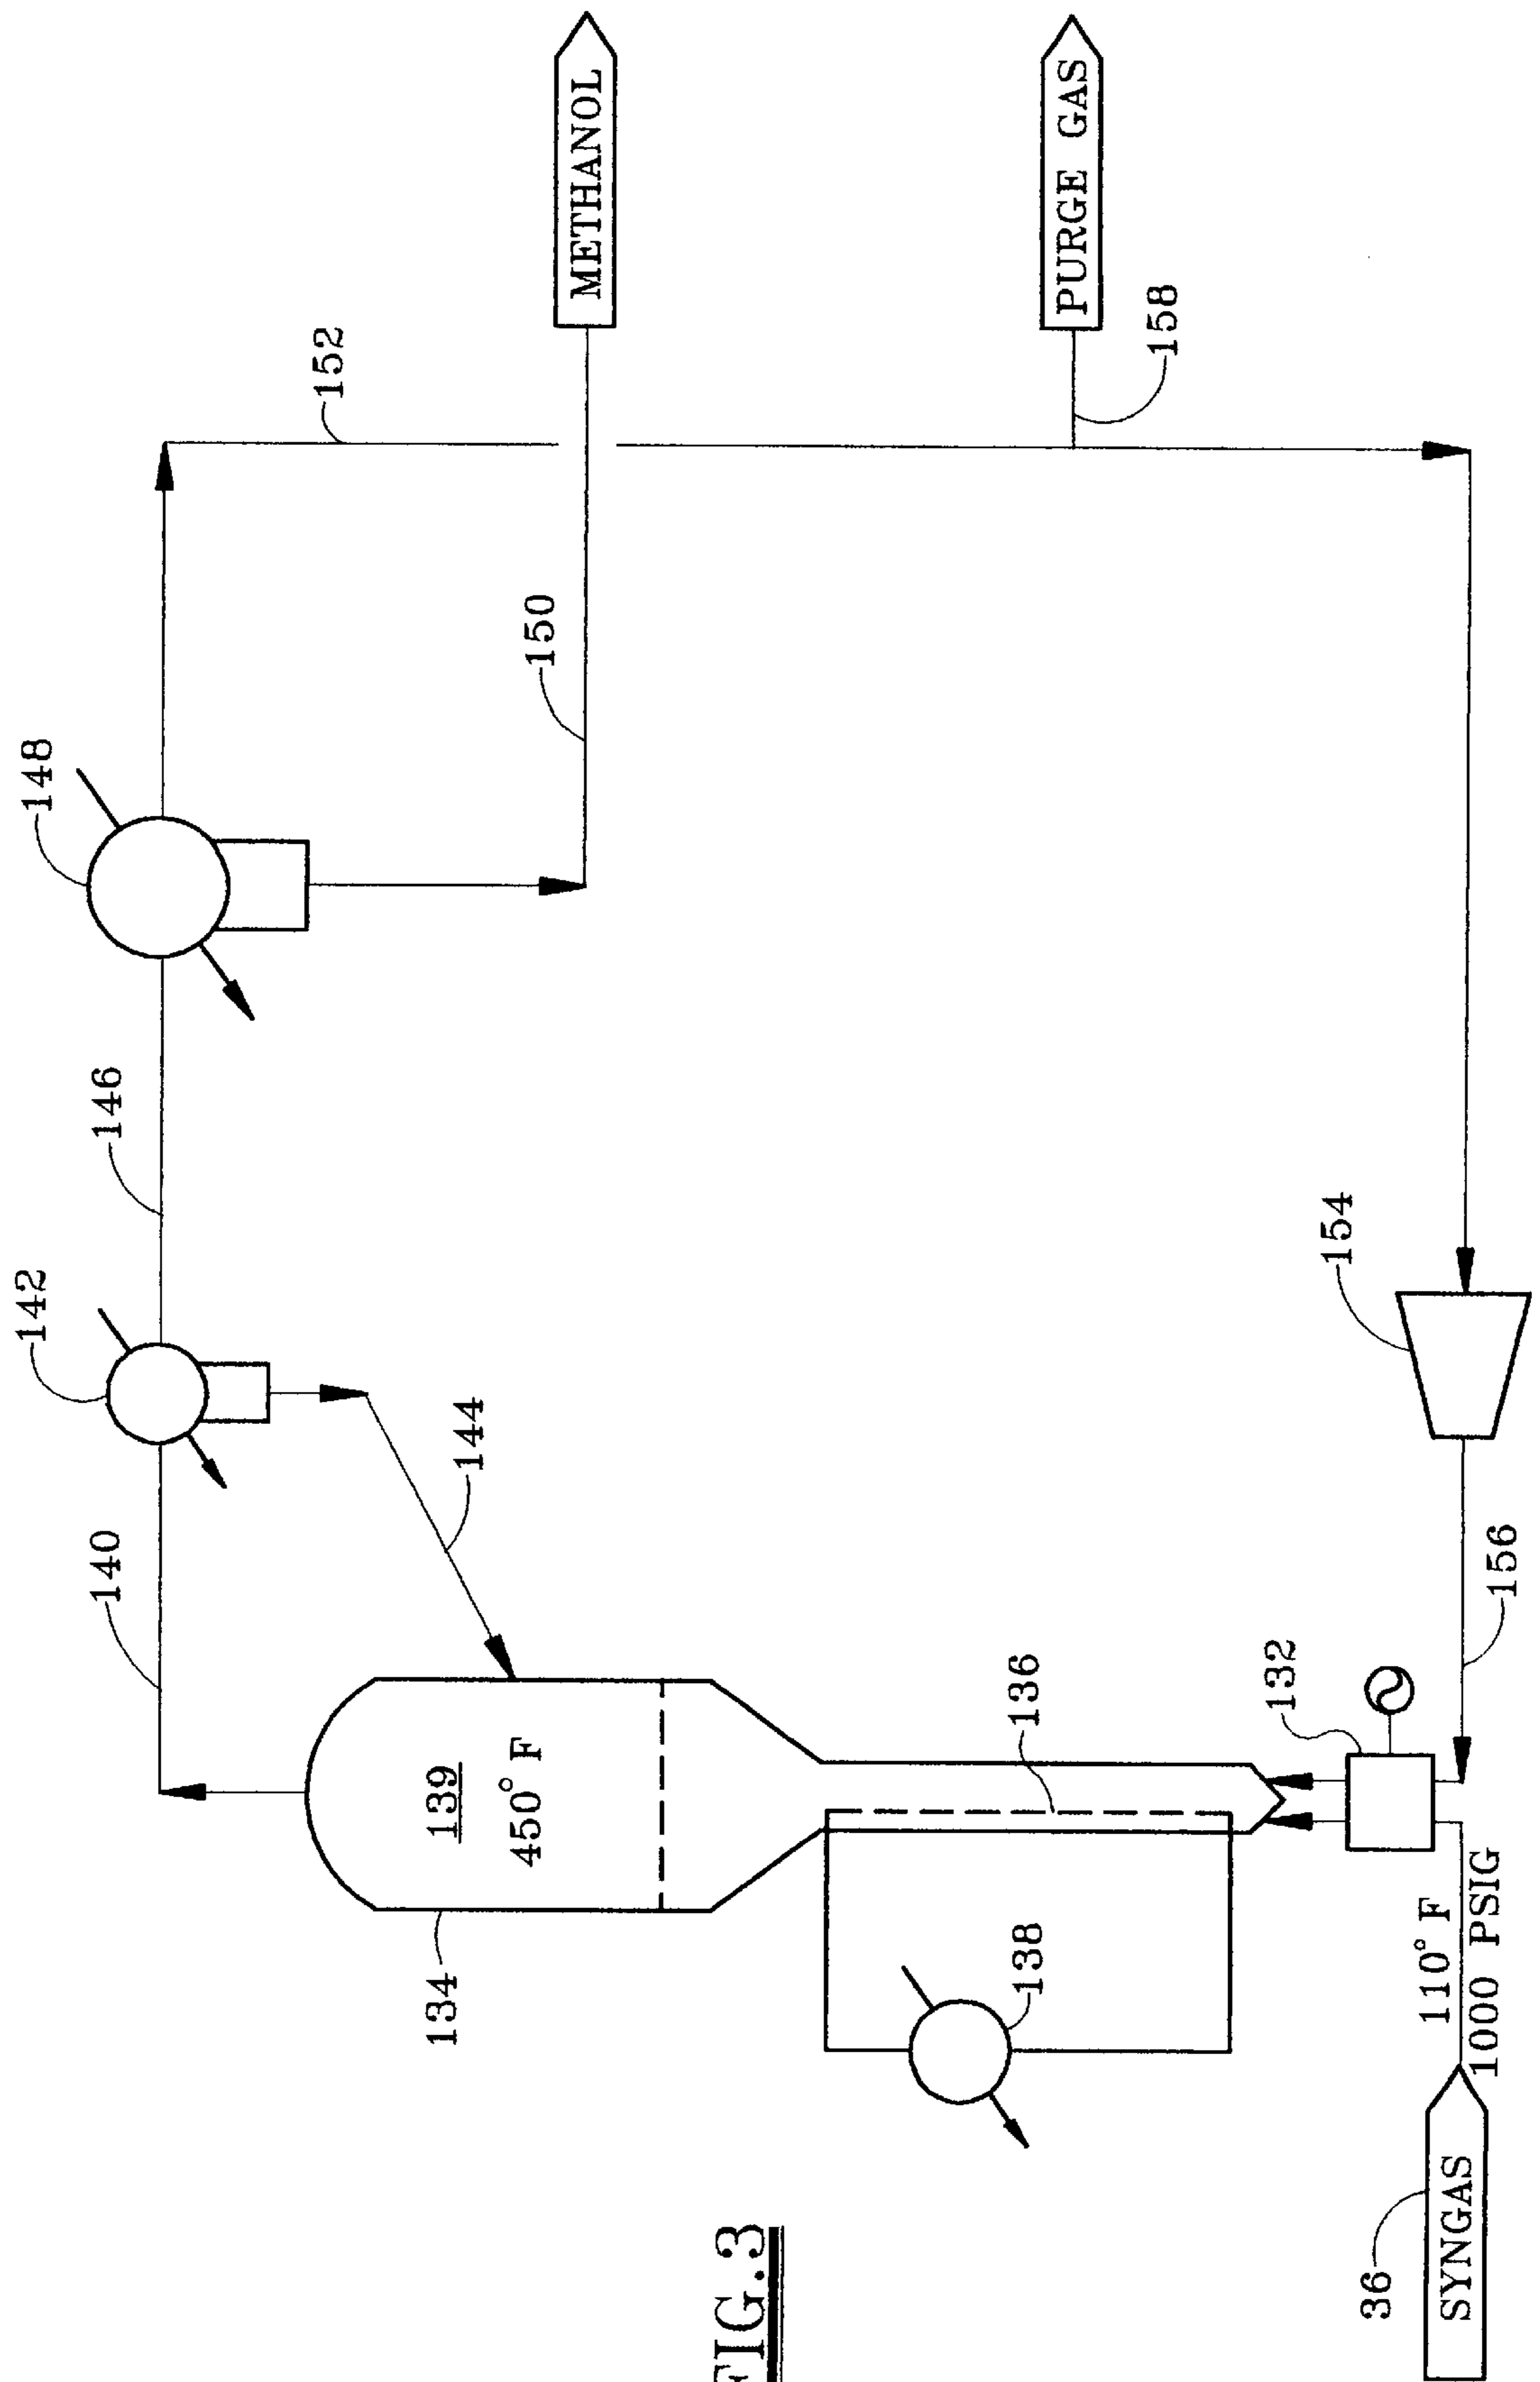 142
148
140
146
152
144
150
METHANOL
139
450° F
134
136
138
158
PURGE GAS
132
154
156
110° F
1000 PSIG
36
SYNGAS
FIG.3